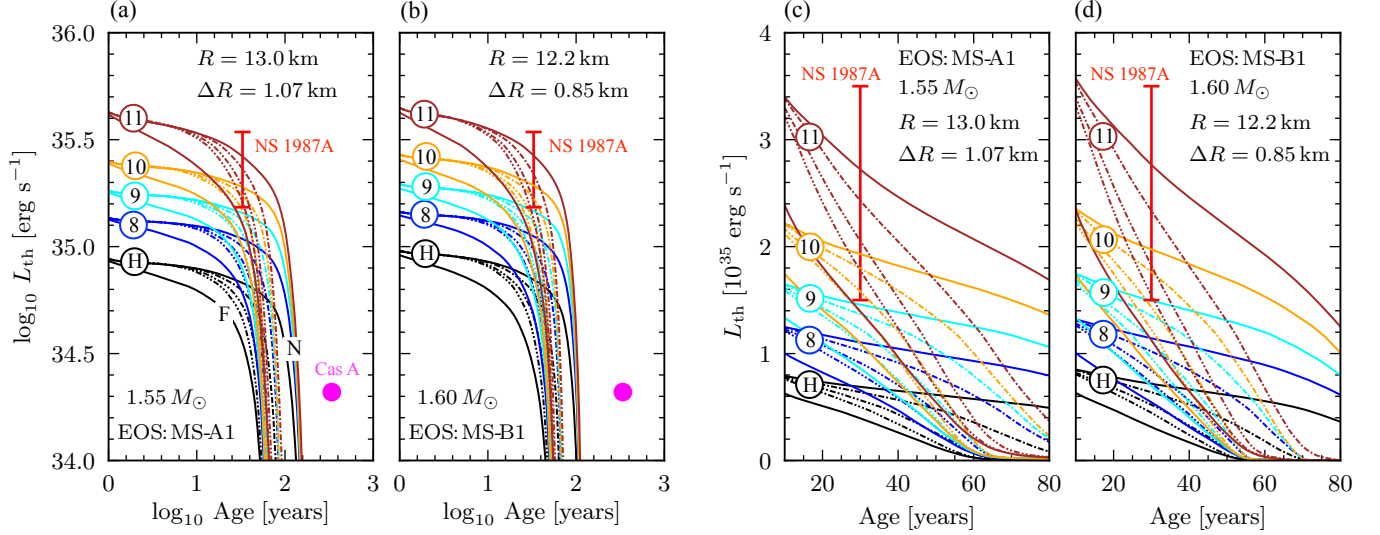 (a)
(b)
(c)
(d)
log₁₀ L_th [erg s⁻¹]
36.0
35.5
35.0
34.5
34.0
R = 13.0 km
ΔR = 1.07 km
11
10
9
8
H
F
N
NS 1987A
Cas A
1.55 M⊙
EOS: MS-A1
0
1
2
3
log₁₀ Age [years]
R = 12.2 km
ΔR = 0.85 km
11
10
9
8
H
NS 1987A
1.60 M⊙
EOS: MS-B1
0
1
2
3
log₁₀ Age [years]
L_th [10³⁵ erg s⁻¹]
4
3
2
1
0
EOS: MS-A1
NS 1987A
1.55 M⊙
R = 13.0 km
ΔR = 1.07 km
11
10
9
8
H
20
40
60
80
Age [years]
EOS: MS-B1
NS 1987A
1.60 M⊙
R = 12.2 km
ΔR = 0.85 km
11
10
9
8
H
20
40
60
80
Age [years]